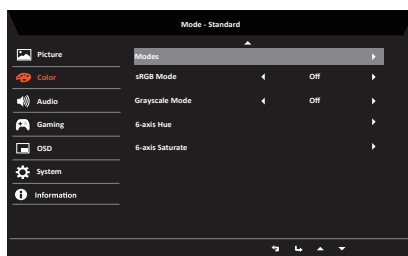 Mode - Standard
Picture
Color
Audio
Gaming
OSD
System
Information
Modes
sRGB Mode Off
Grayscale Mode Off
6-axis Hue
6-axis Saturate